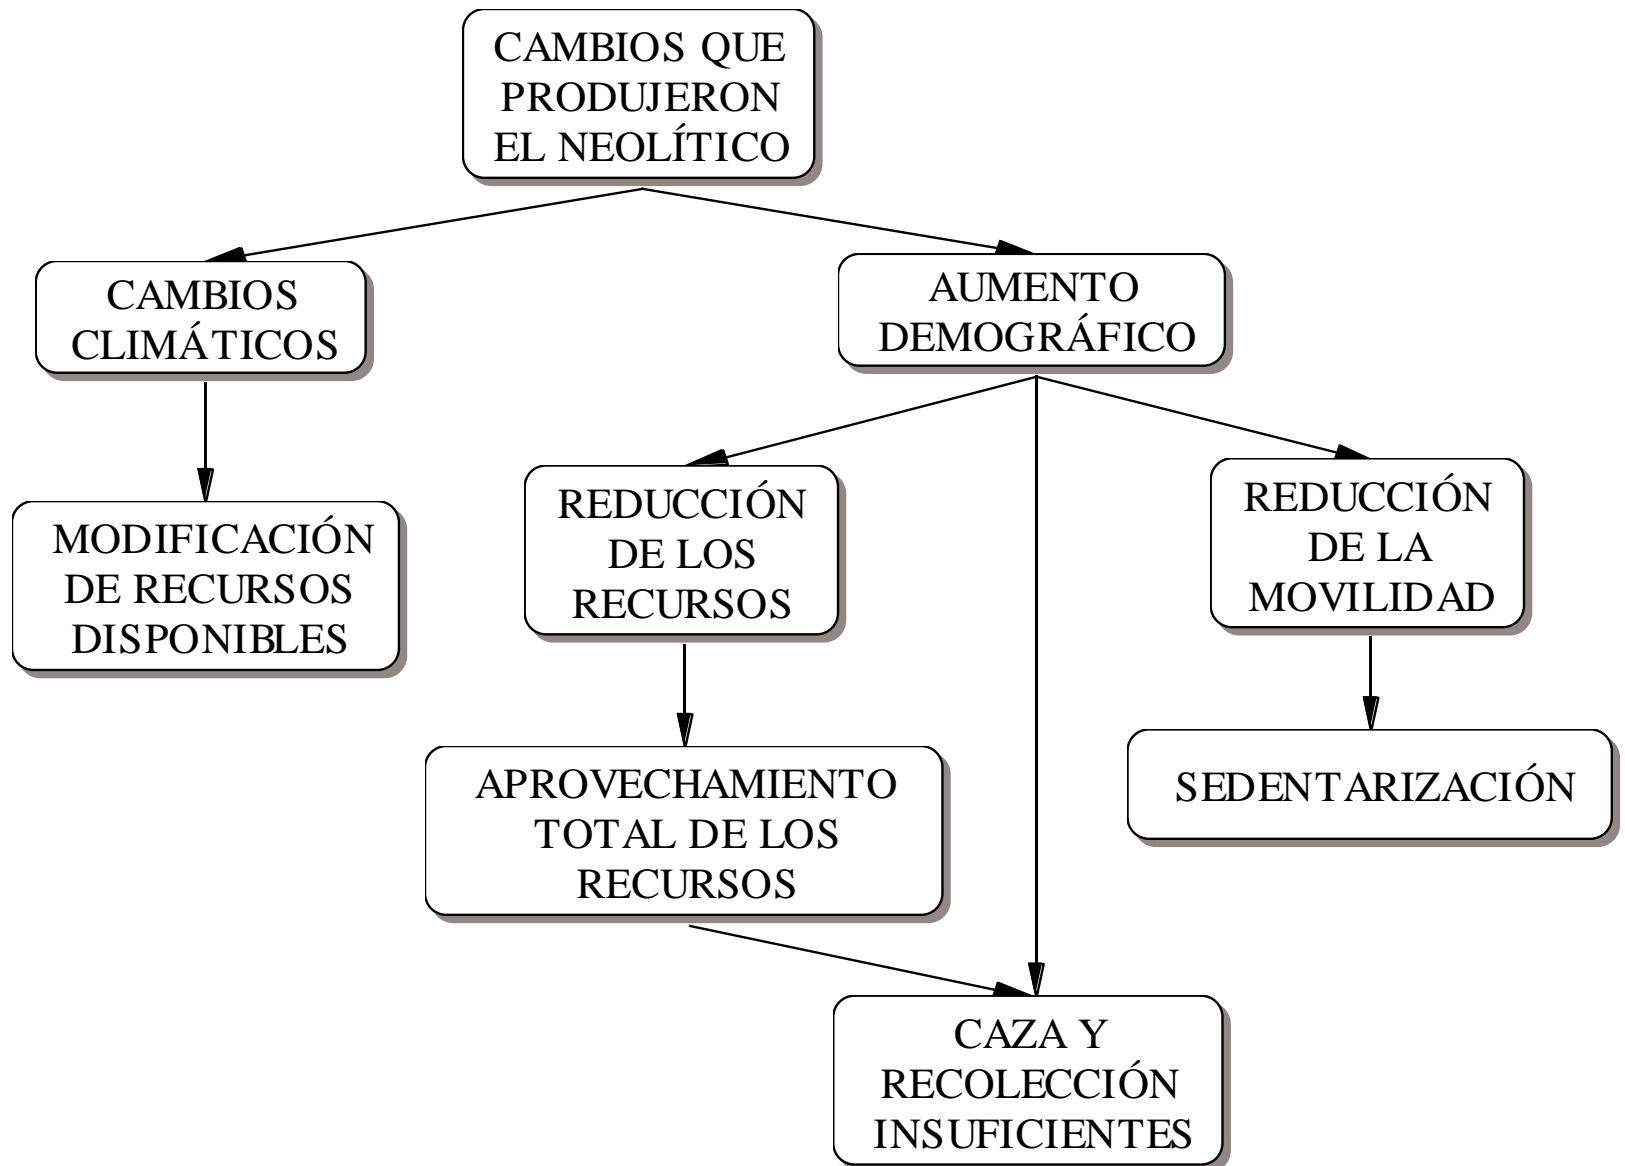 CAMBIOS QUE
PRODUJERON
EL NEOLÍTICO
CAMBIOS
CLIMÁTICOS
AUMENTO
DEMOGRÁFICO
MODIFICACIÓN
DE RECURSOS
DISPONIBLES
REDUCCIÓN
DE LOS
RECURSOS
REDUCCIÓN
DE LA
MOVILIDAD
APROVECHAMIENTO
TOTAL DE LOS
RECURSOS
SEDENTARIZACIÓN
CAZA Y
RECOLECCIÓN
INSUFICIENTES